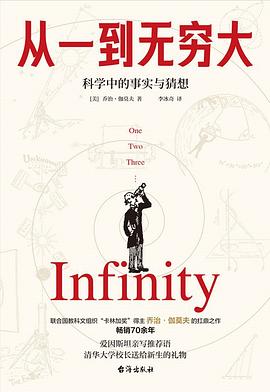 从一到无穷大
科学中的事实与猜想
[美] 乔治·伽莫夫 著 李冰奇 译
One
Two
Three
……
Infinity
联合国教科文组织“卡林加奖”得主 乔治·伽莫夫 的扛鼎之作
畅销70余年
爱因斯坦亲写推荐语
清华大学校长送给新生的礼物
台海出版社